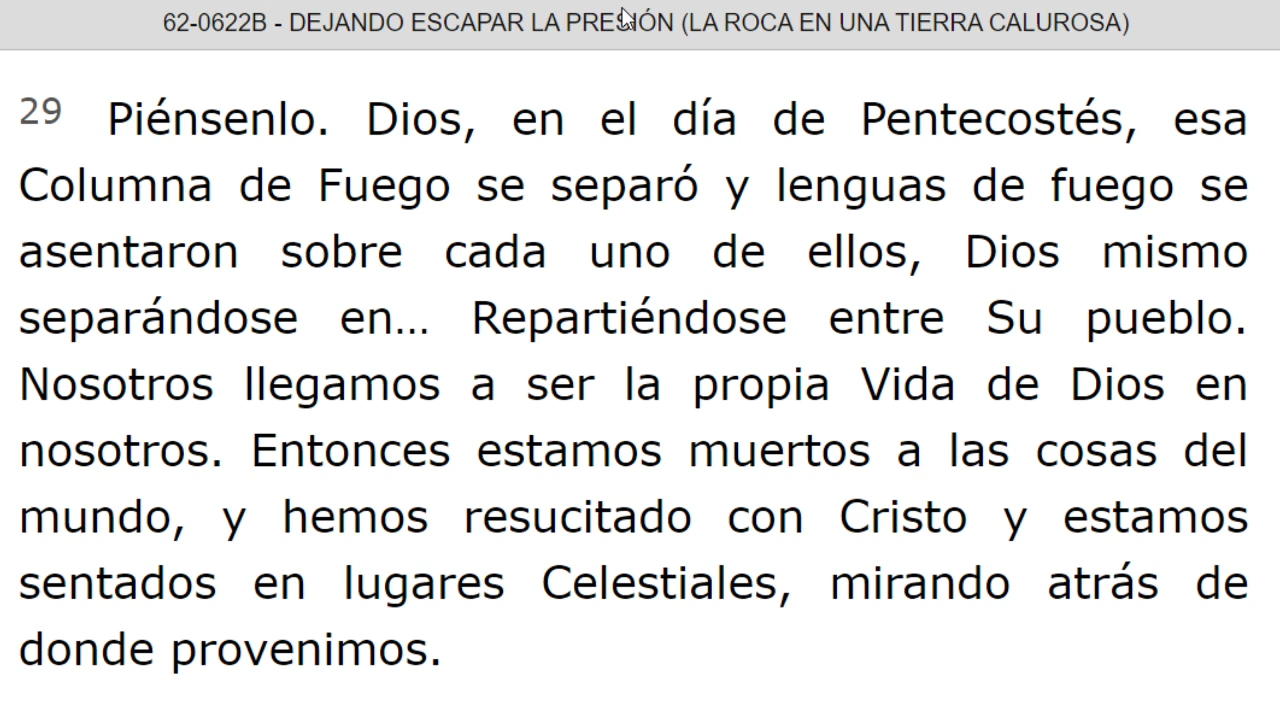 62-0622B - DEJANDO ESCAPAR LA PRESIÓN (LA ROCA EN UNA TIERRA CALUROSA)
29 Piénsenlo. Dios, en el día de Pentecostés, esa
Columna de Fuego se separó y lenguas de fuego se
asentaron sobre cada uno de ellos, Dios mismo
separándose en… Repartiéndose entre Su pueblo.
Nosotros llegamos a ser la propia Vida de Dios en
nosotros. Entonces estamos muertos a las cosas del
mundo, y hemos resucitado con Cristo y estamos
sentados en lugares Celestiales, mirando atrás de
donde provenimos.